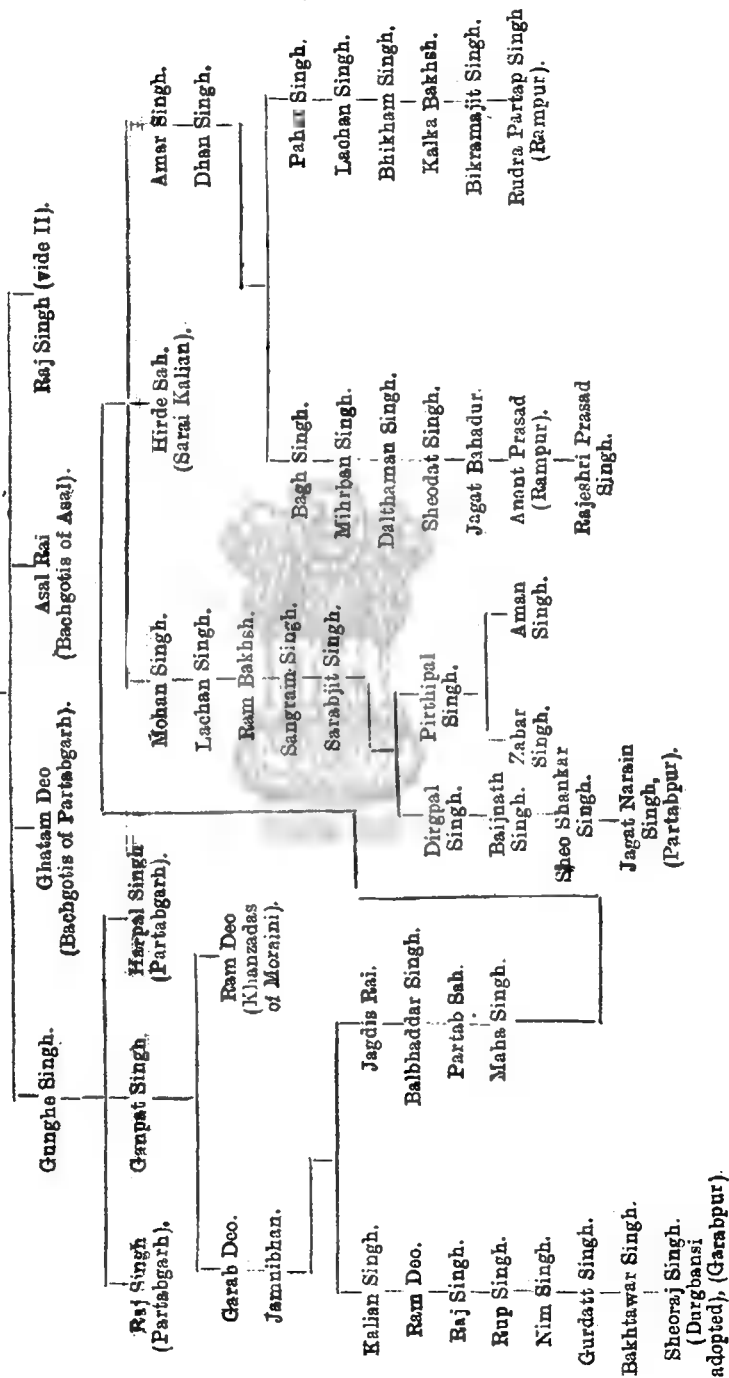 Gunghe Singh.
Ghatam Deo
(Bachgotis of Partabgarh).
Asal Rai
(Bachgotis of Asal).
Raj Singh (vide II).
Raj Singh
(Partabgarh).
Ganpat Singh.
Harpal Singh
(Partabgarh).
Garab Deo.
Ram Deo
(Khanzadas
of Moraini).
Jamnibhan.
Kalian Singh.
Ram Deo.
Raj Singh.
Rup Singh.
Nim Singh.
Gurdatt Singh.
Bakhtawar Singh.
Sheoraj Singh.
(Durgbansi
adopted), (Garabpur).
Jagdis Rai.
Balbhaddar Singh.
Partab Sah.
Maha Singh.
Mohan Singh.
Hirde Sah.
(Sarai Kalian).
Amar Singh.
Lachan Singh.
Ram Bakhsh.
Sangram Singh.
Sarabjit Singh.
Dirgpal
Singh.
Pirthipal
Singh.
Baijnath
Singh.
Zabar
Singh.
Aman
Singh.
Sheo Shankar
Singh.
Jagat Narain
Singh,
(Partabpur).
Dhan Singh.
Bagh Singh.
Mihrban Singh.
Dalthaman Singh.
Sheodat Singh.
Jagat Bahadur.
Anant Prasad
(Rampur).
Rajeshri Prasad
Singh.
Pahar Singh.
Lachan Singh.
Bhikham Singh.
Kalka Bakhsh.
Bikramajit Singh.
Rudra Partap Singh
(Rampur).